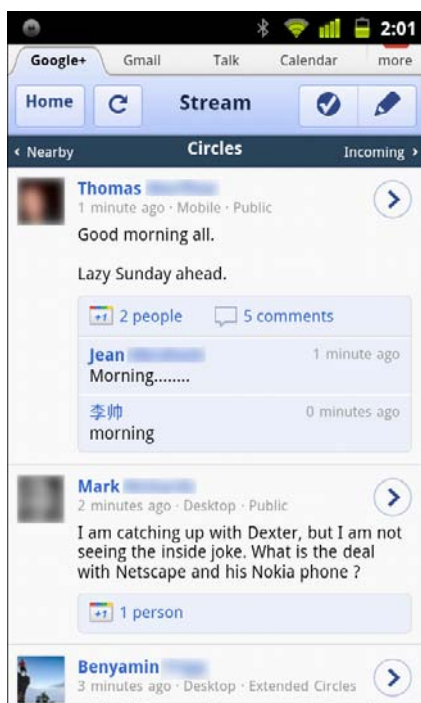 2:01
Google+ Gmail Talk Calendar more
Home Stream
‹ Nearby Circles Incoming ›
Thomas
1 minute ago · Mobile · Public
Good morning all.
Lazy Sunday ahead.
+1 2 people 5 comments
Jean 1 minute ago
Morning........
李帅 0 minutes ago
morning
Mark
2 minutes ago · Desktop · Public
I am catching up with Dexter, but I am not
seeing the inside joke. What is the deal
with Netscape and his Nokia phone ?
+1 1 person
Benyamin
3 minutes ago · Desktop · Extended Circles